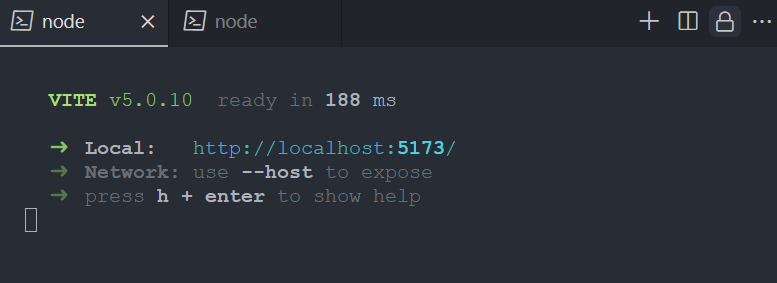 node node
VITE v5.0.10 ready in 188 ms
➜ Local: http://localhost:5173/
➜ Network: use --host to expose
➜ press h + enter to show help